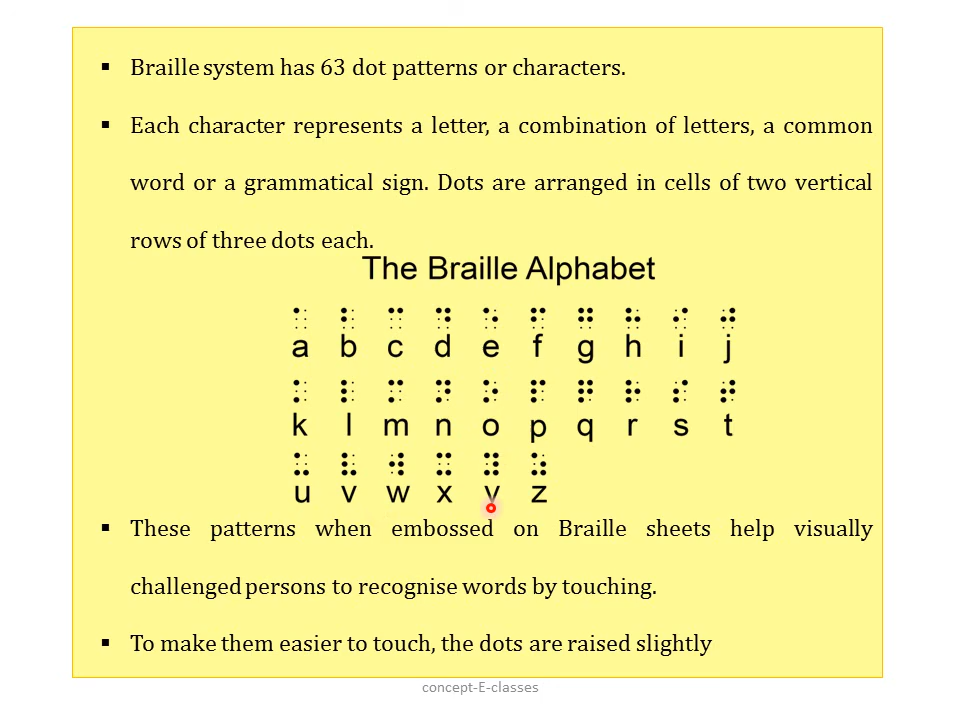 ▪ Braille system has 63 dot patterns or characters.
▪ Each character represents a letter, a combination of letters, a common
word or a grammatical sign. Dots are arranged in cells of two vertical
rows of three dots each.
The Braille Alphabet
a b c d e f g h i j
k l m n o p q r s t
u v w x y z
▪ These patterns when embossed on Braille sheets help visually
challenged persons to recognise words by touching.
▪ To make them easier to touch, the dots are raised slightly
concept-E-classes